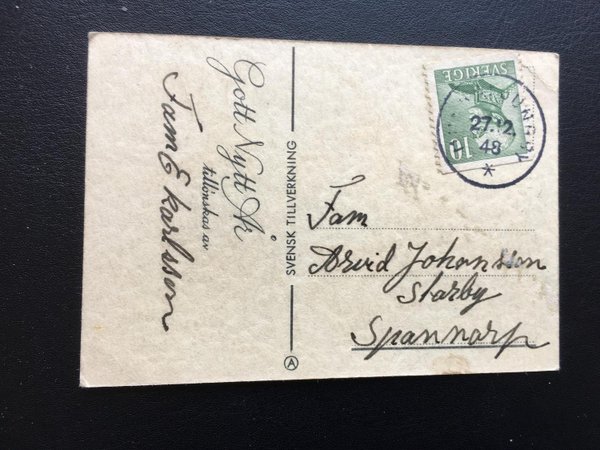 Gott Nytt År
tillönskas av
Fam E Karlsson
SVENSK TILLVERKNING
A
SVERIGE
10
27.12.
48
*
Fam
Arvid Johansson
Starby
Spannarp